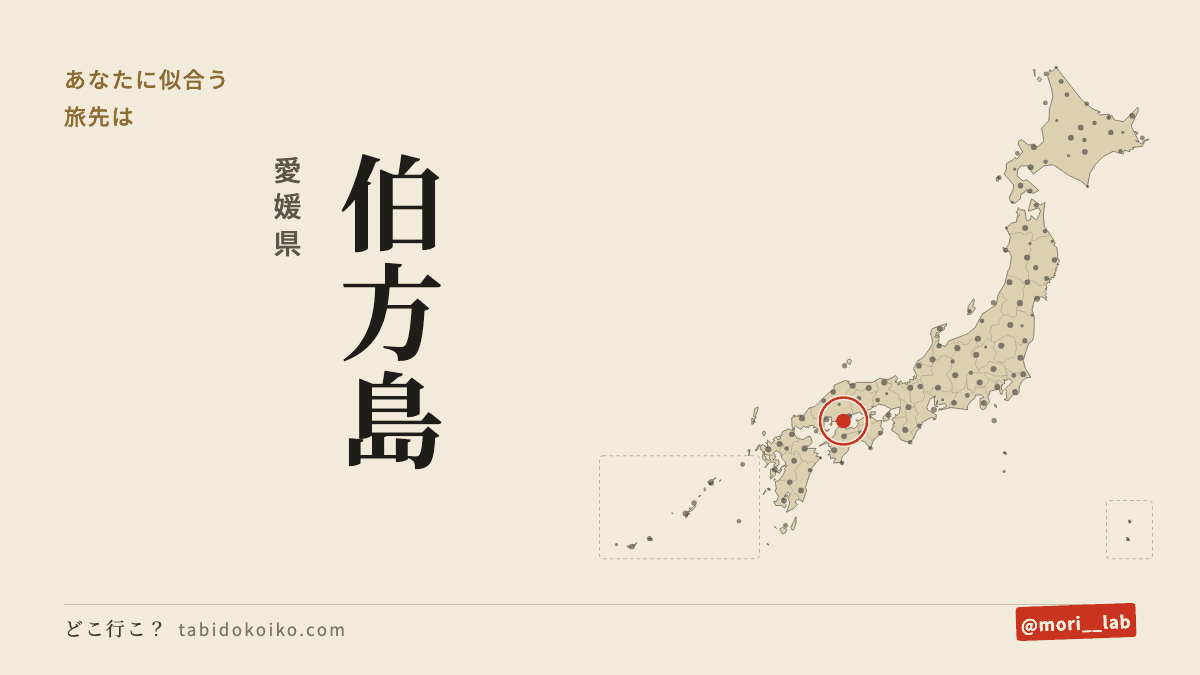 あなたに似合う
旅先は
伯方島
愛媛県
どこ行こ？ tabidokoiko.com
@mori__lab